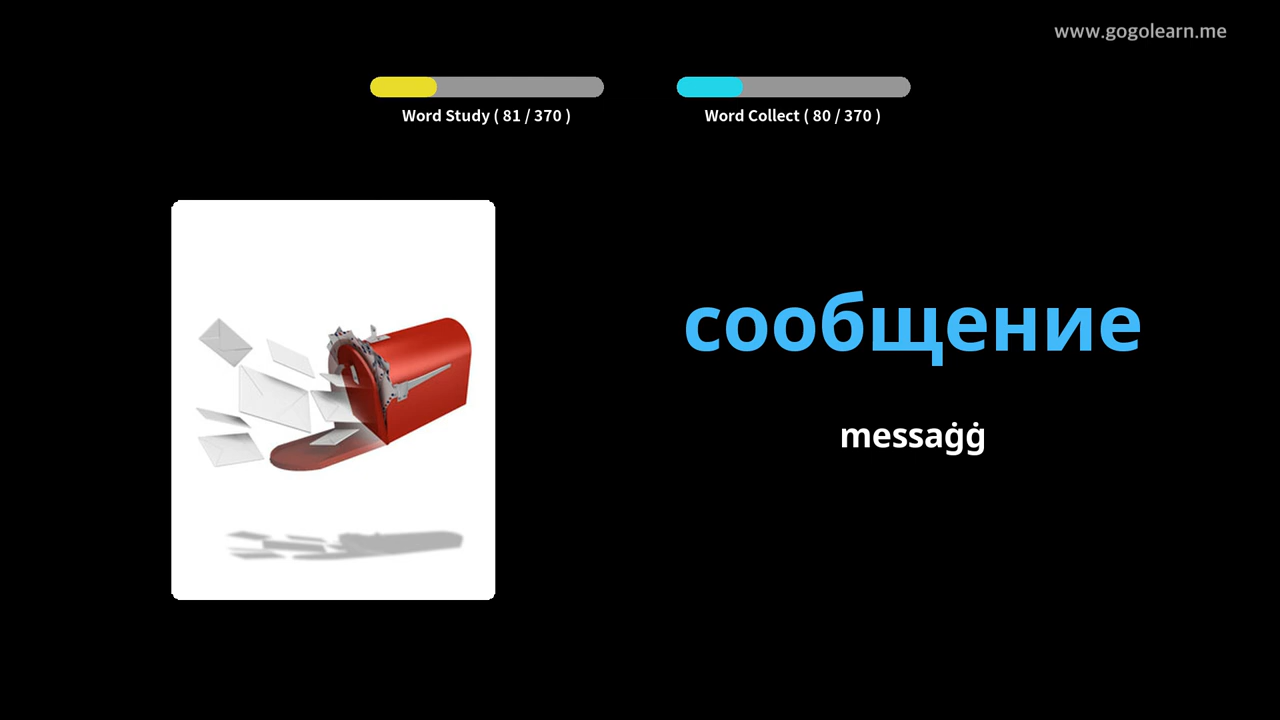 www.gogolearn.me
Word Study ( 81 / 370 )
Word Collect ( 80 / 370 )
сообщение
messaġġ